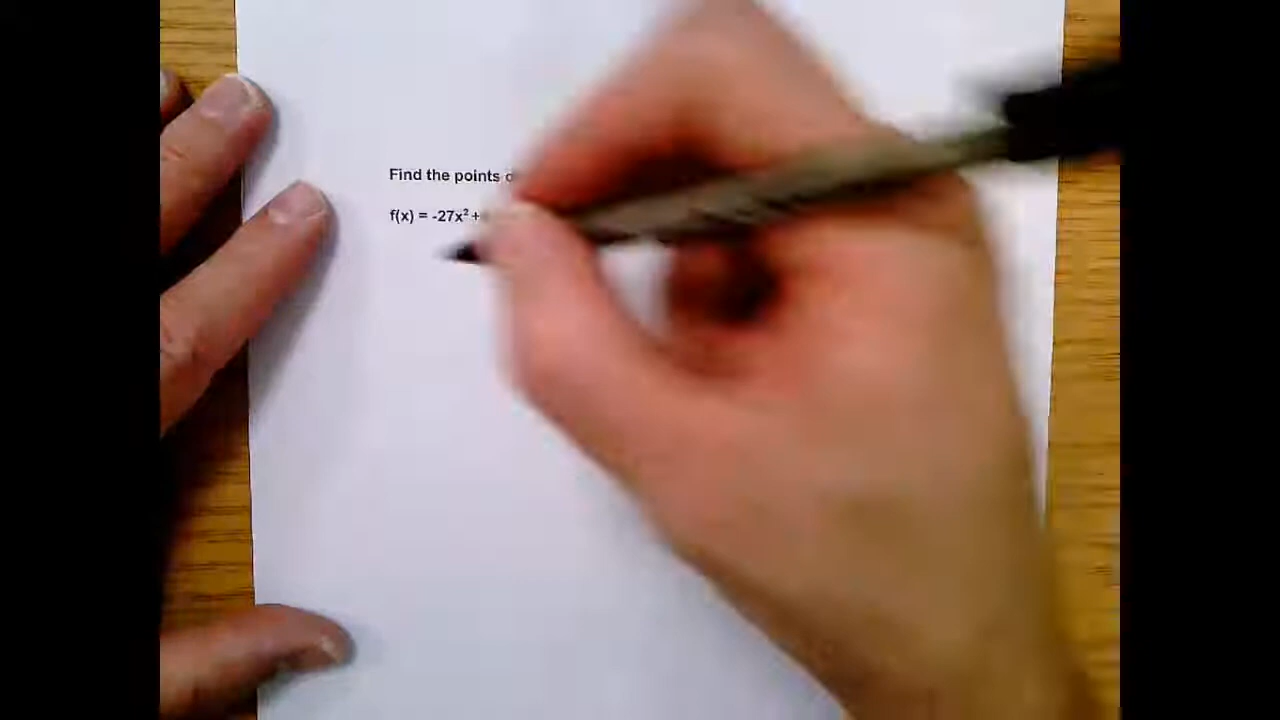 Find the points
f(x) = -27x² +